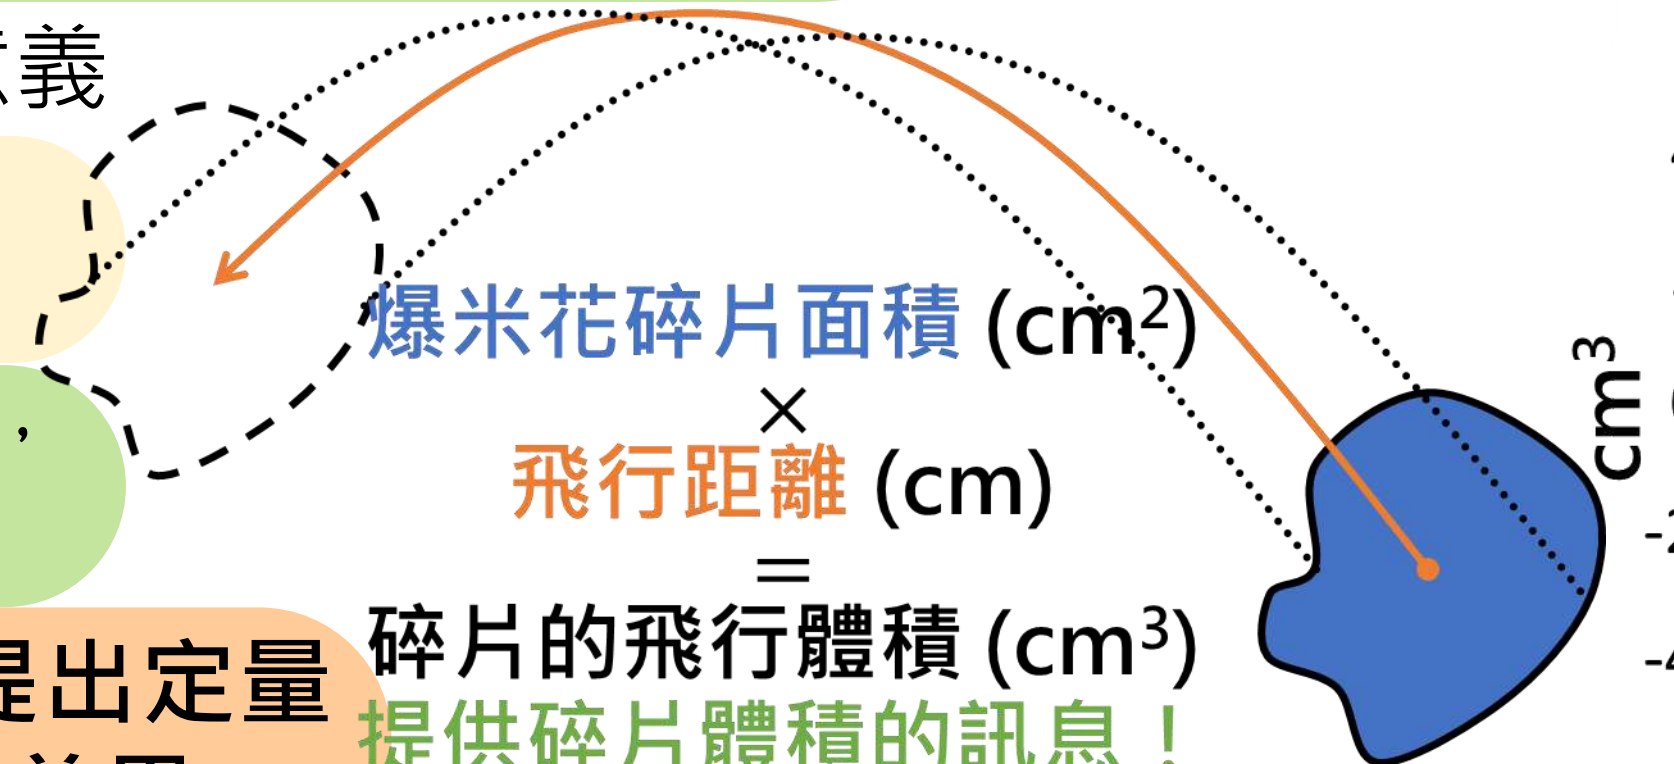 義
，
爆米花碎片面積 (cm²)
×
飛行距離 (cm)
=
碎片的飛行體積 (cm³)
提供碎片體積的訊息！
提出定量
cm³